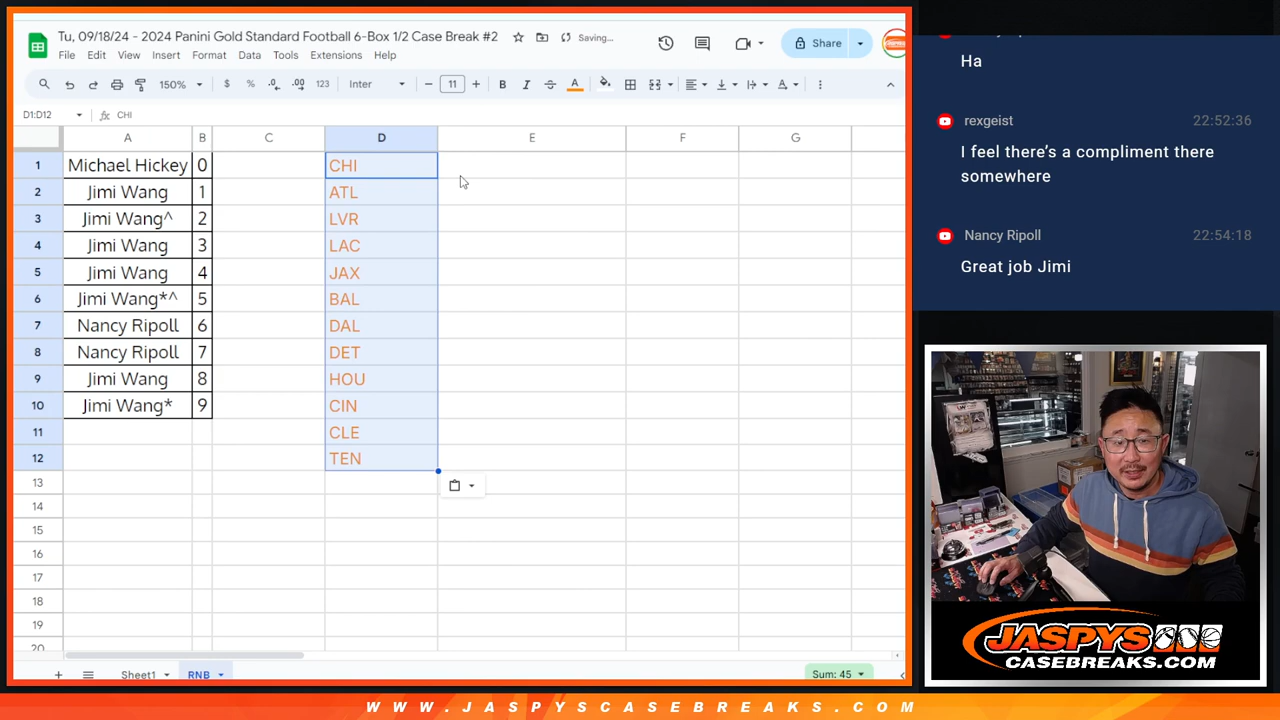 Tu, 09/18/24 - 2024 Panini Gold Standard Football 6-Box 1/2 Case Break #2
Saving...
File Edit View Insert Format Data Tools Extensions Help
Share
150% $ % .0 .00 123 Inter 11
D1:D12 fx CHI
A B C D E F G
1 Michael Hickey 0 CHI
2 Jimi Wang 1 ATL
3 Jimi Wang^ 2 LVR
4 Jimi Wang 3 LAC
5 Jimi Wang 4 JAX
6 Jimi Wang*^ 5 BAL
7 Nancy Ripoll 6 DAL
8 Nancy Ripoll 7 DET
9 Jimi Wang 8 HOU
10 Jimi Wang* 9 CIN
11 CLE
12 TEN
13
14
15
16
17
18
19
20
Sheet1 RNB Sum: 45
Ha
rexgeist 22:52:36
I feel there's a compliment there
somewhere
Nancy Ripoll 22:54:18
Great job Jimi
JASPYS
CASEBREAKS.COM
WWW.JASPYSCASEBREAKS.COM